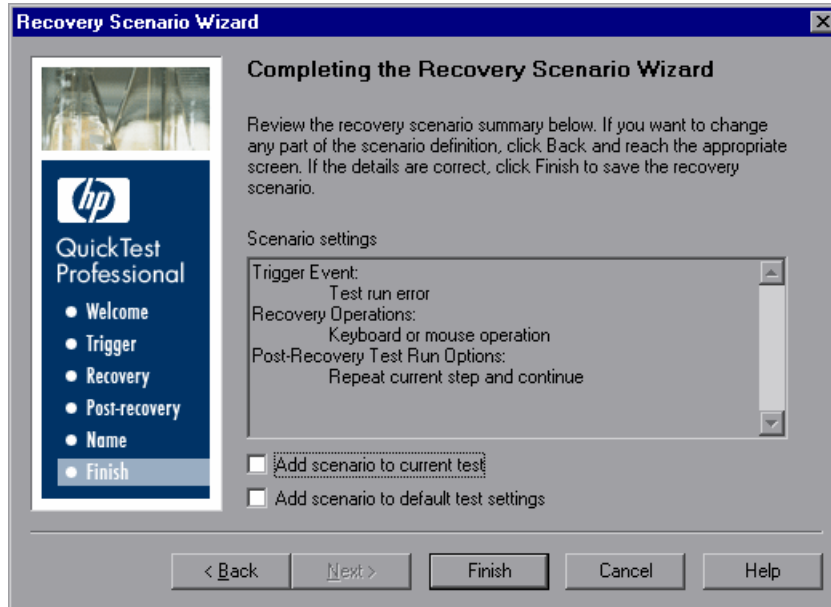 Recovery Scenario Wizard
Completing the Recovery Scenario Wizard
Review the recovery scenario summary below. If you want to change
any part of the scenario definition, click Back and reach the appropriate
screen. If the details are correct, click Finish to save the recovery
scenario.
hp
QuickTest
Professional
Welcome
Trigger
Recovery
Post-recovery
Name
Finish
Scenario settings
Trigger Event:
Test run error
Recovery Operations:
Keyboard or mouse operation
Post-Recovery Test Run Options:
Repeat current step and continue
Add scenario to current test
Add scenario to default test settings
< Back
Next >
Finish
Cancel
Help